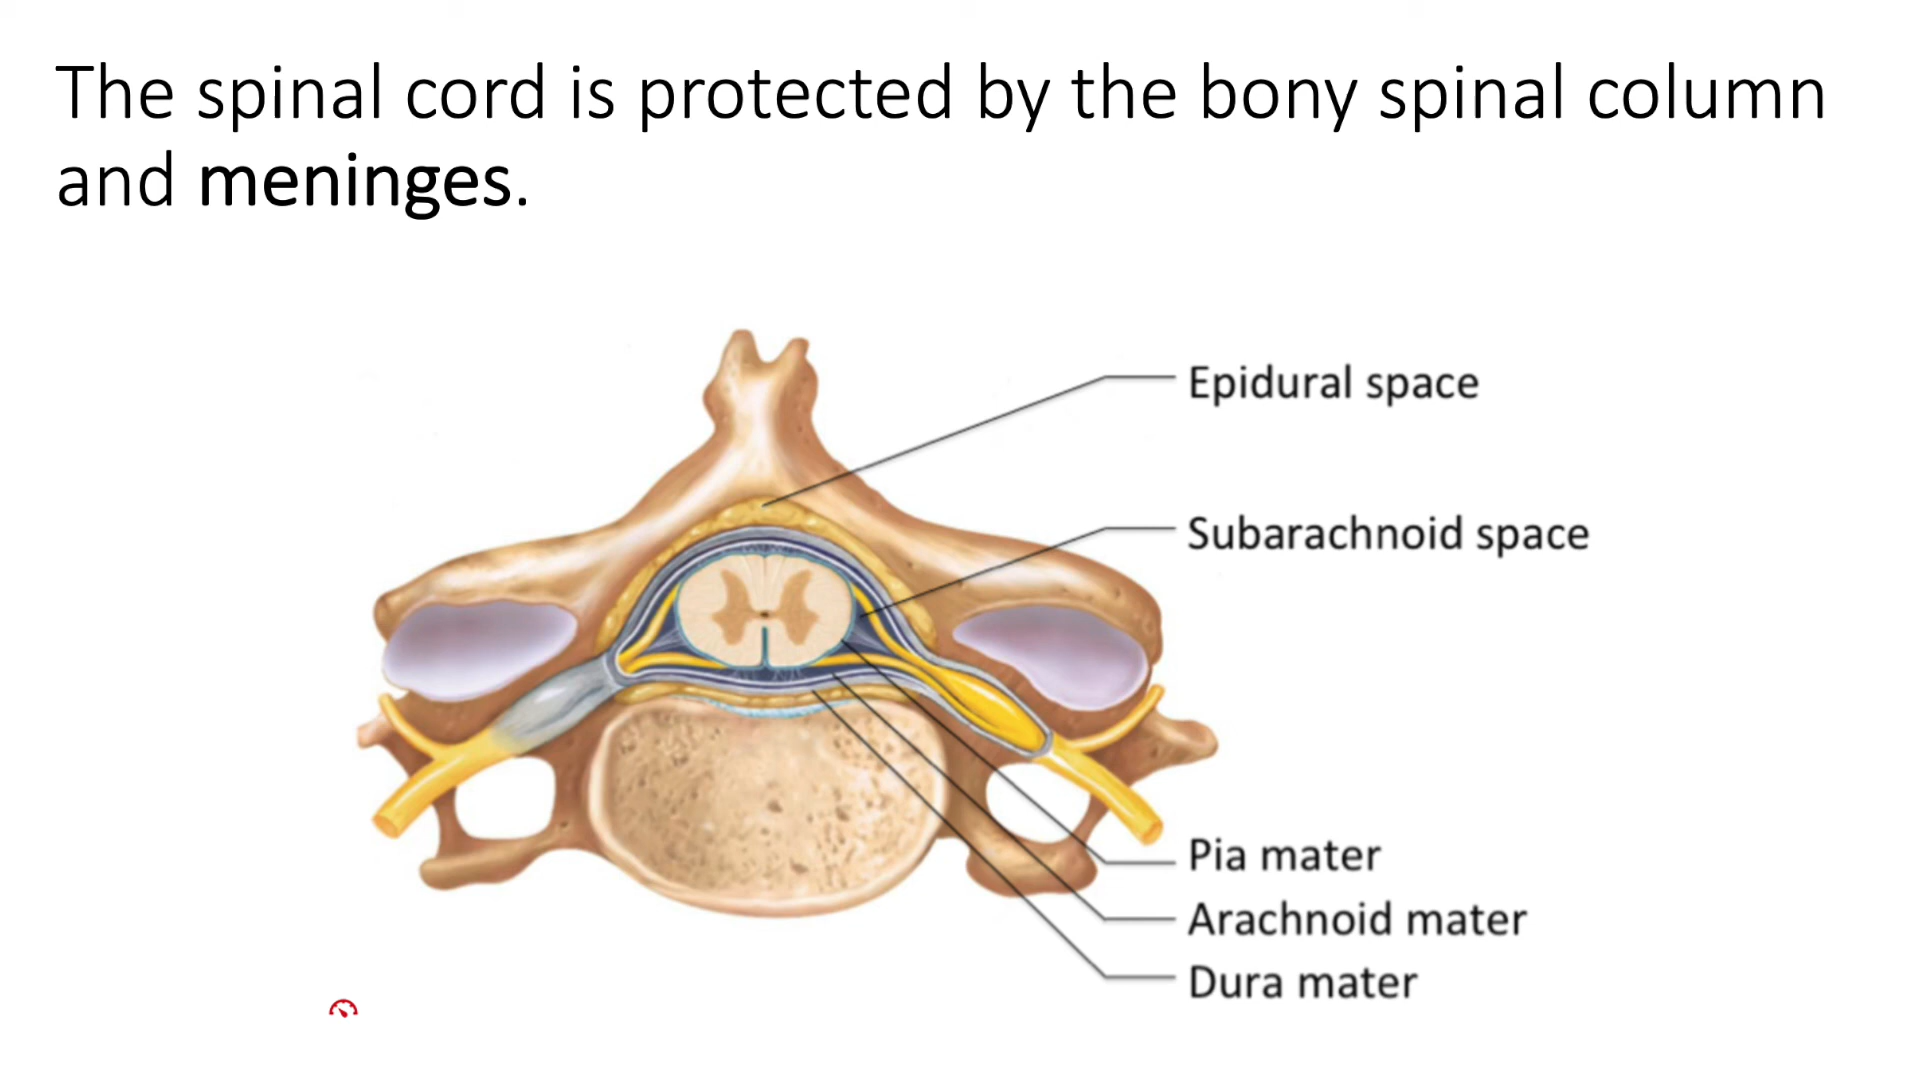 The spinal cord is protected by the bony spinal column
and meninges.
Epidural space
Subarachnoid space
Pia mater
Arachnoid mater
Dura mater